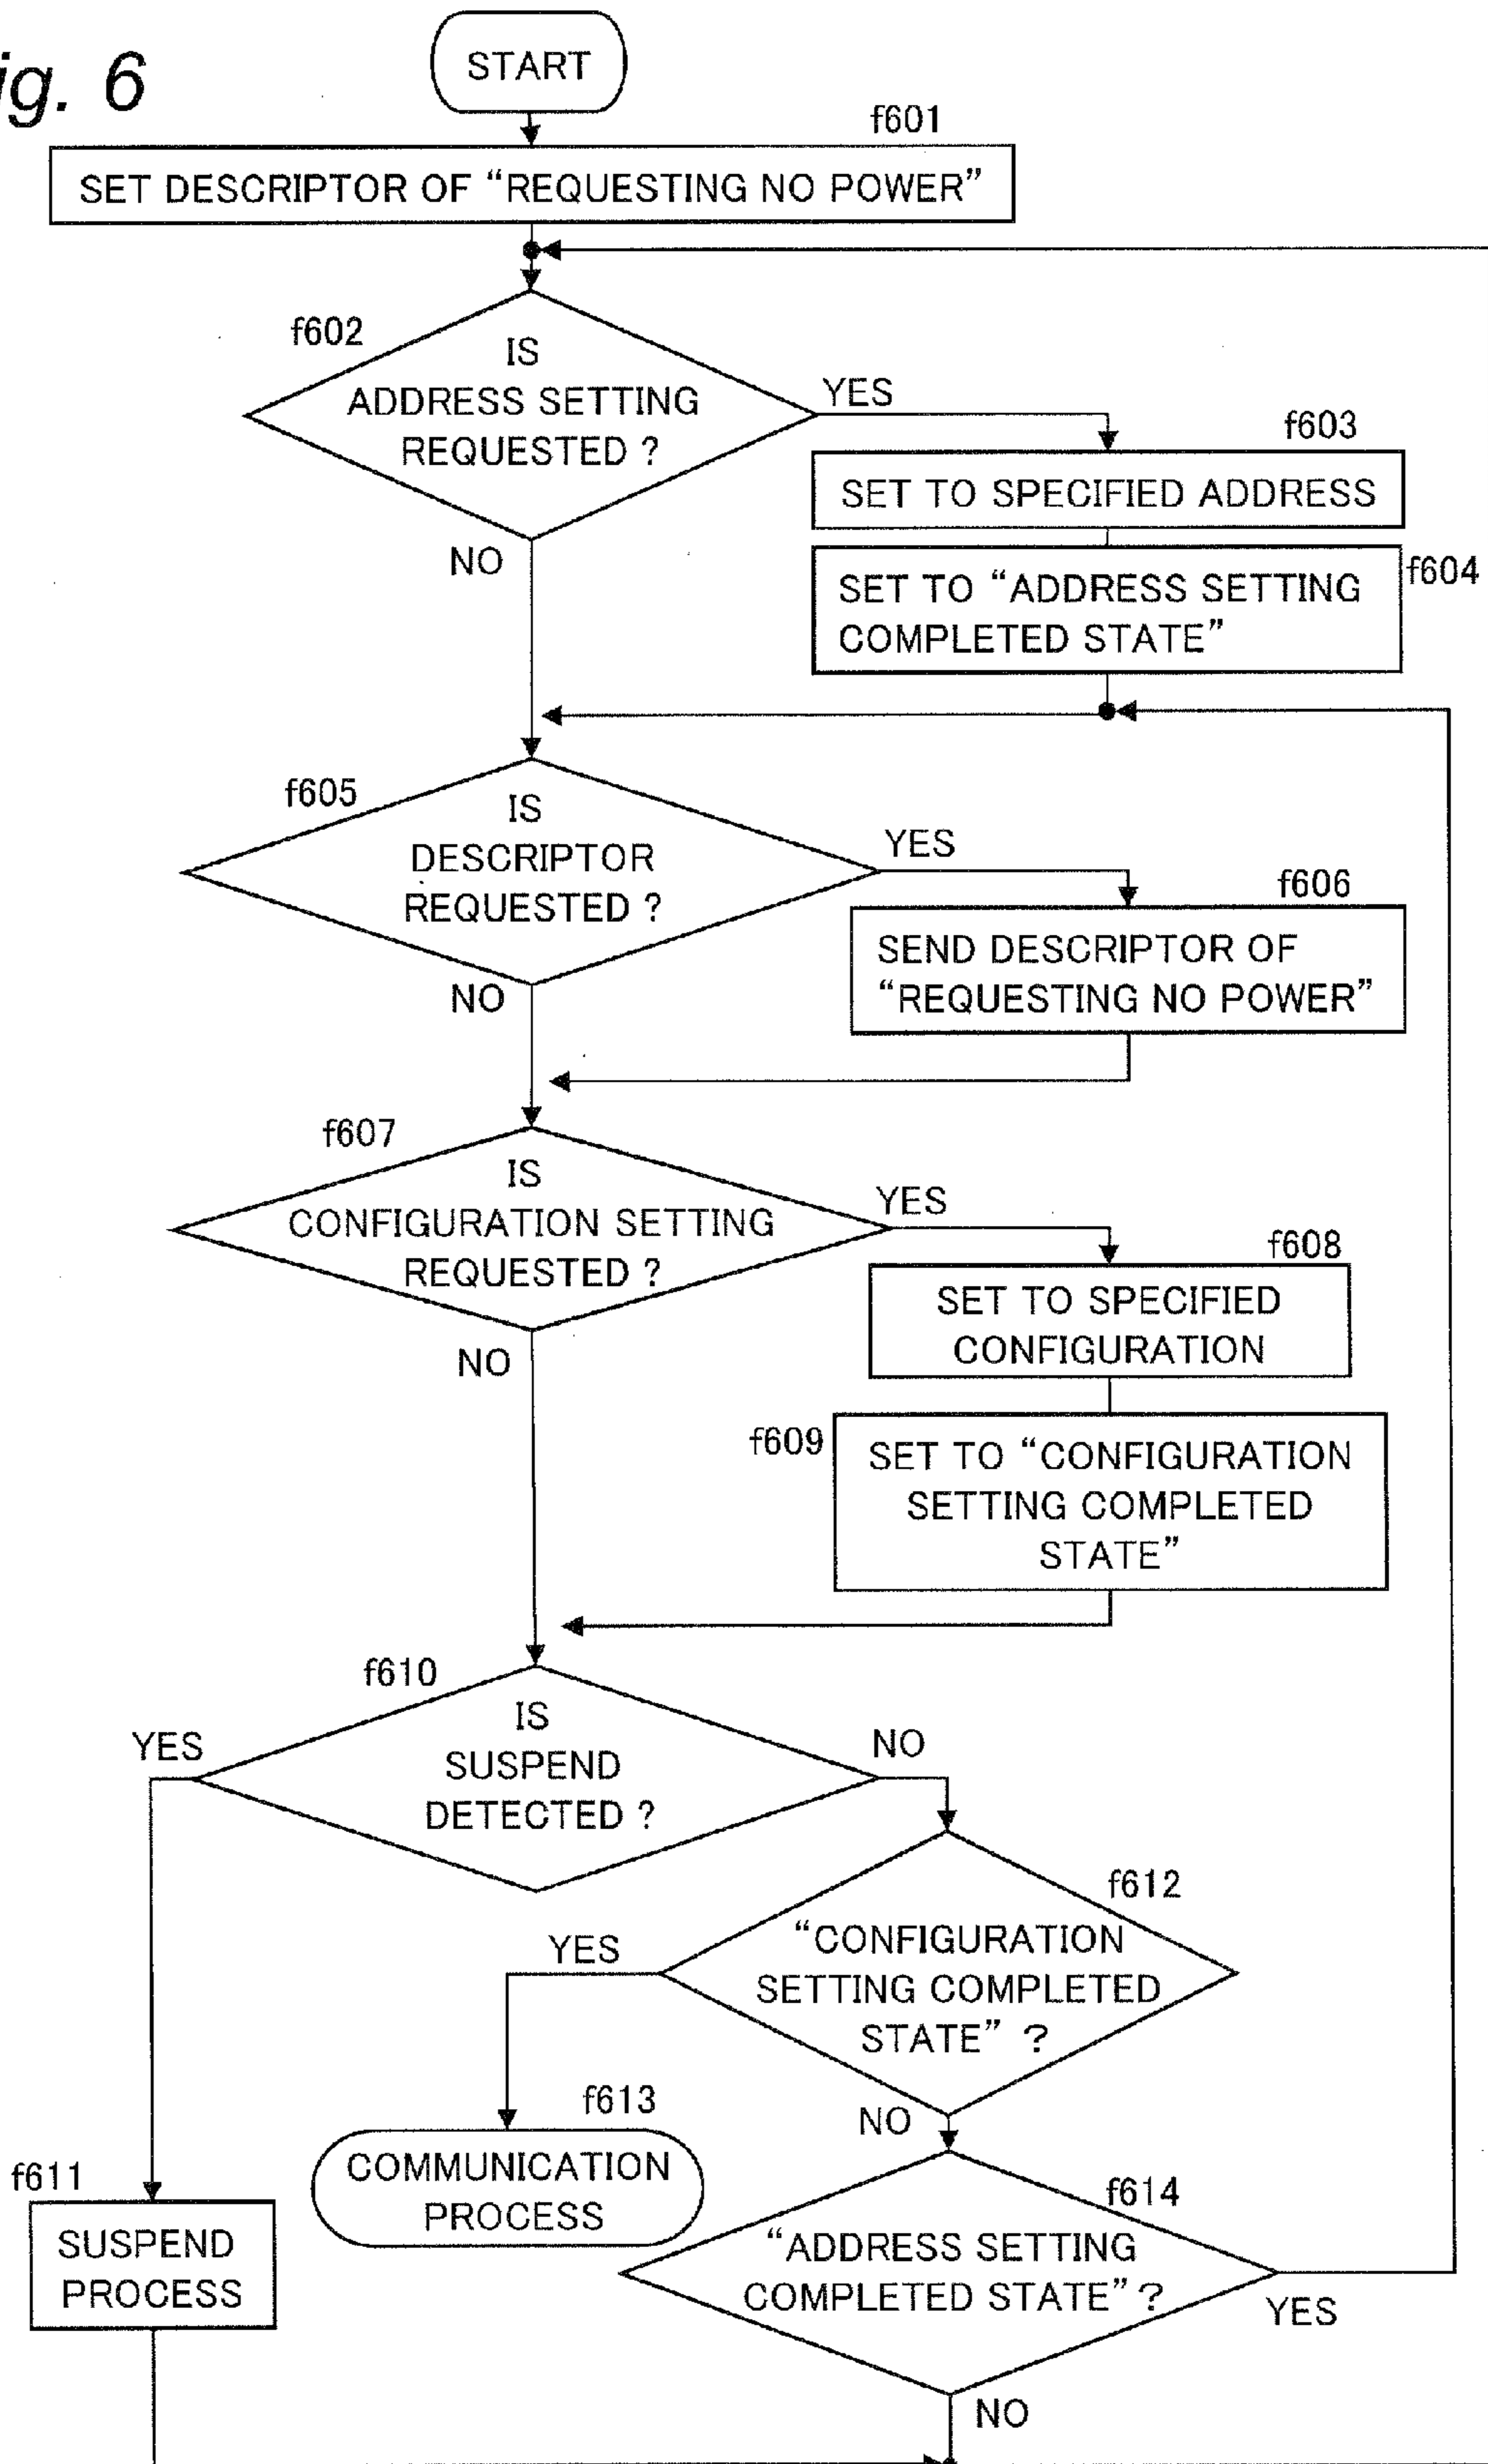 ig. 6
START
f601
SET DESCRIPTOR OF “REQUESTING NO POWER”
f602
IS
ADDRESS SETTING
REQUESTED ?
YES
NO
f603
SET TO SPECIFIED ADDRESS
f604
SET TO “ADDRESS SETTING
COMPLETED STATE”
f605
IS
DESCRIPTOR
REQUESTED ?
YES
NO
f606
SEND DESCRIPTOR OF
“REQUESTING NO POWER”
f607
IS
CONFIGURATION SETTING
REQUESTED ?
YES
NO
f608
SET TO SPECIFIED
CONFIGURATION
f609
SET TO “CONFIGURATION
SETTING COMPLETED
STATE”
f610
IS
SUSPEND
DETECTED ?
YES
NO
f612
“CONFIGURATION
SETTING COMPLETED
STATE” ?
YES
NO
f613
COMMUNICATION
PROCESS
f611
SUSPEND
PROCESS
f614
“ADDRESS SETTING
COMPLETED STATE” ?
YES
NO